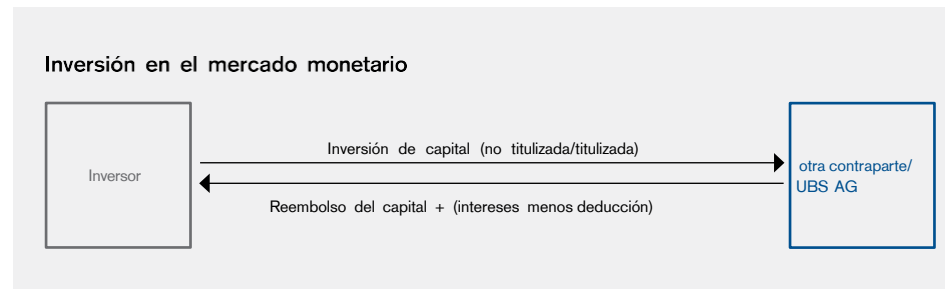 Inversión en el mercado monetario
Inversión de capital (no titulizada/titulizada)
Inversor
otra contraparte/
UBS AG
Reembolso del capital + (intereses menos deducción)